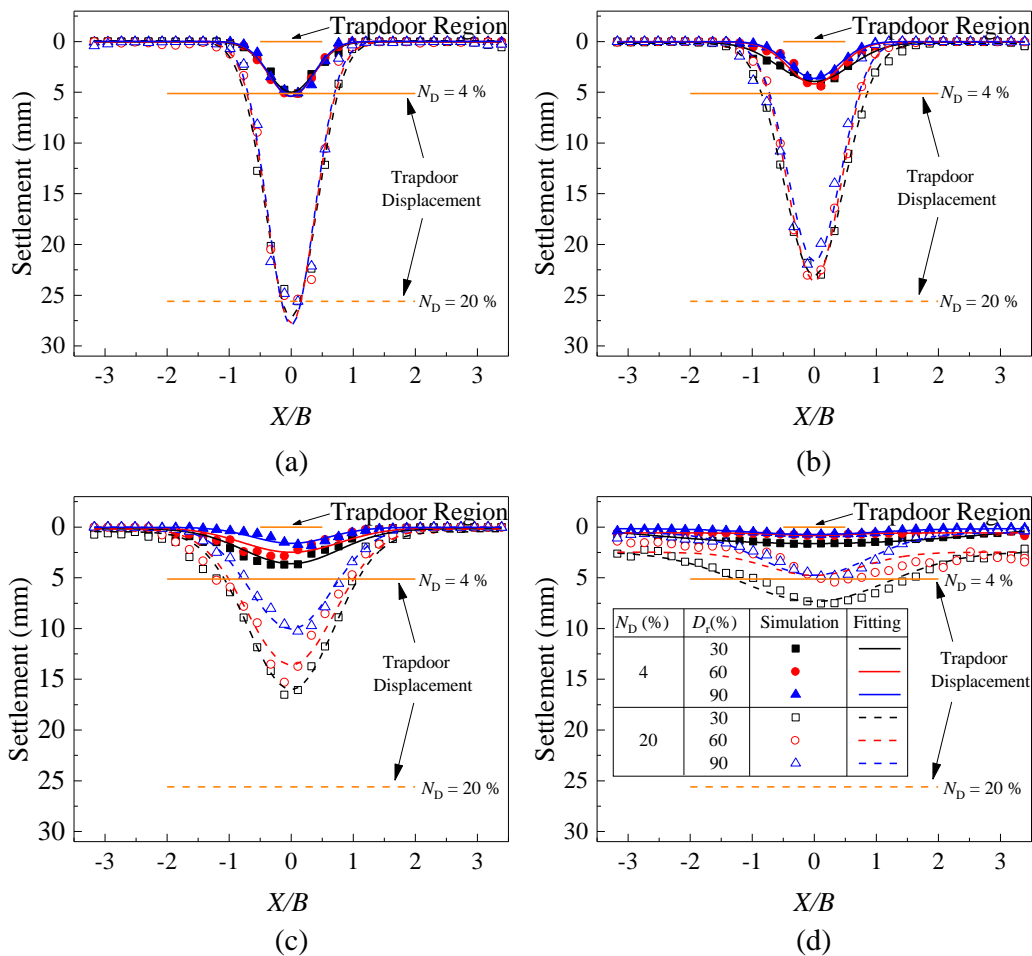 Trapdoor Region
0
5
10
15
20
25
30
Settlement (mm)
N_D = 4 %
Trapdoor
Displacement
N_D = 20 %
-3 -2 -1 0 1 2 3
X/B
(a)
Trapdoor Region
0
5
10
15
20
25
30
Settlement (mm)
N_D = 4 %
Trapdoor
Displacement
N_D = 20 %
-3 -2 -1 0 1 2 3
X/B
(b)
Trapdoor Region
0
5
10
15
20
25
30
Settlement (mm)
N_D = 4 %
Trapdoor
Displacement
N_D = 20 %
-3 -2 -1 0 1 2 3
X/B
(c)
Trapdoor Region
0
5
10
15
20
25
30
Settlement (mm)
N_D = 4 %
Trapdoor
Displacement
N_D = 20 %
N_D (%) D_r(%) Simulation Fitting
30
4 60
90
30
20 60
90
-3 -2 -1 0 1 2 3
X/B
(d)